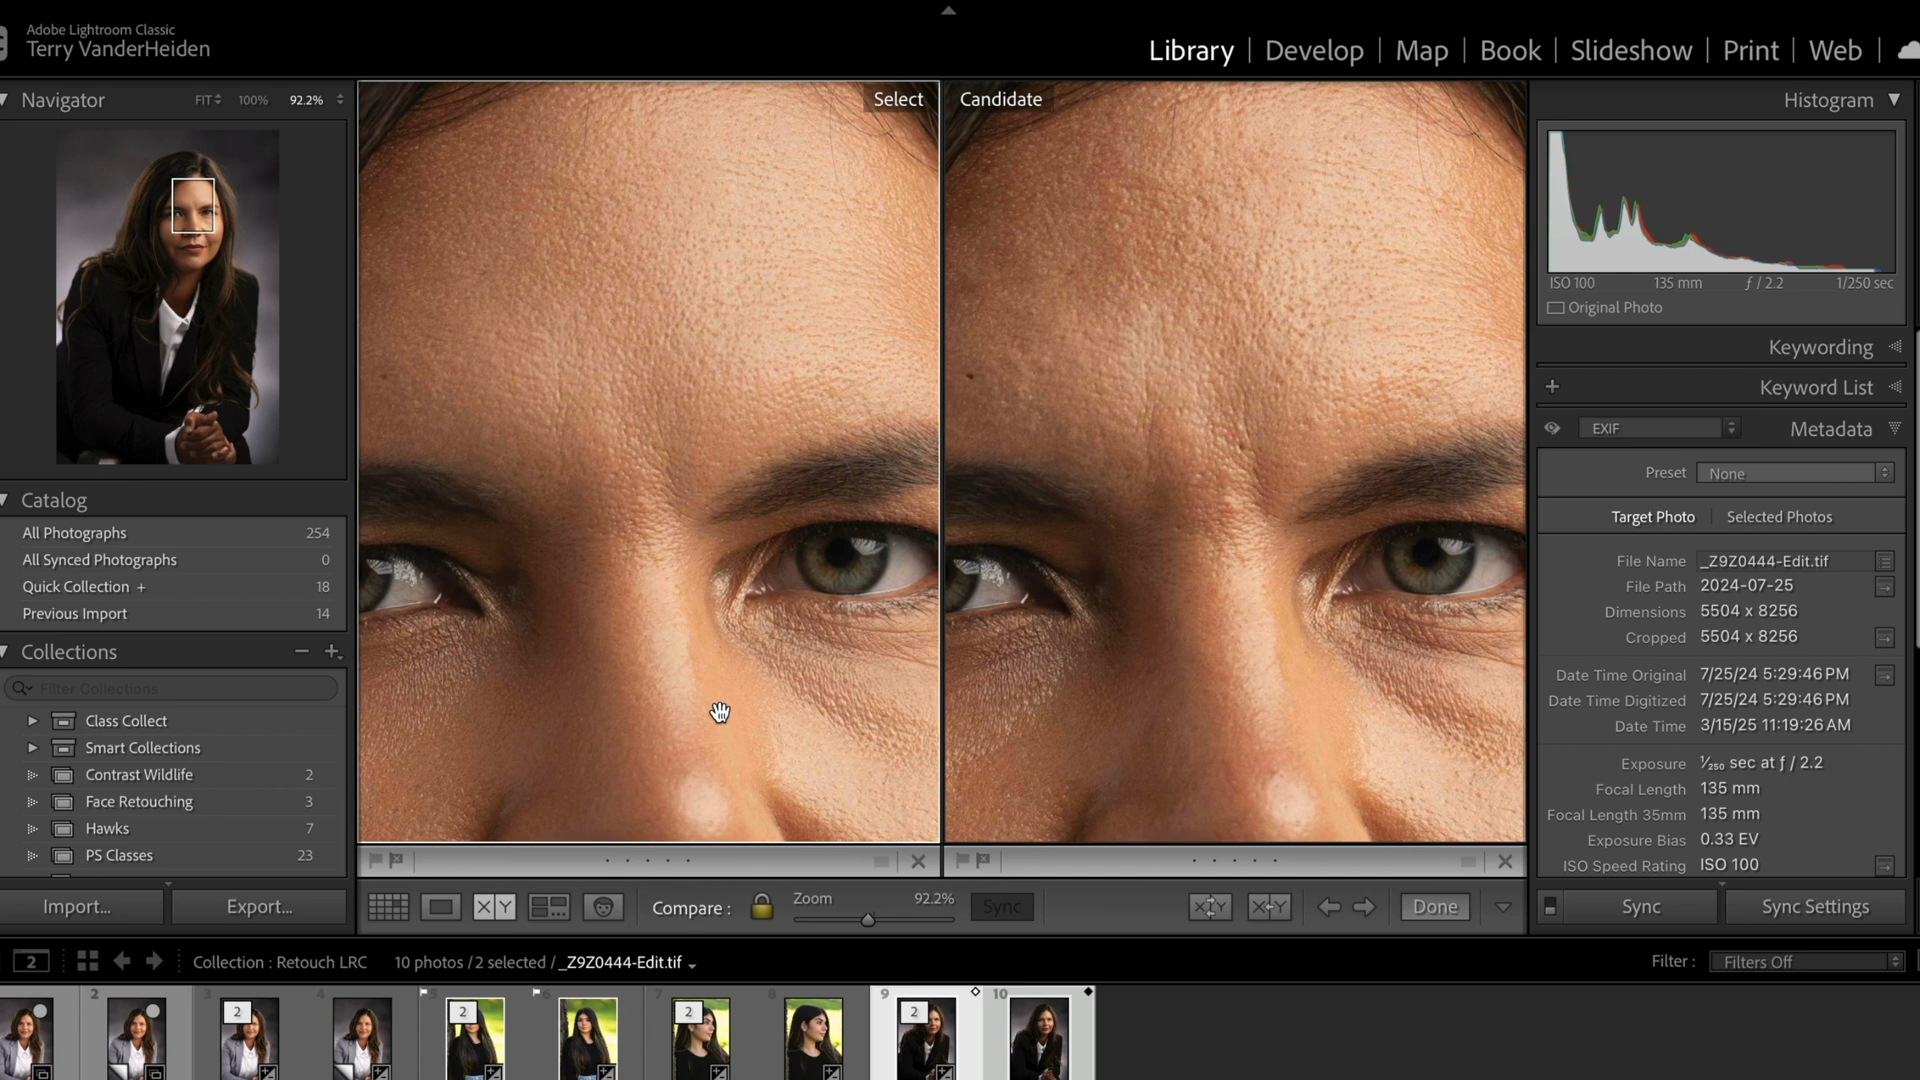 Adobe Lightroom Classic
Terry VanderHeiden
Library | Develop | Map | Book | Slideshow | Print | Web |
Navigator FIT 100% 92.2%
Select
Candidate
Histogram
ISO 100 135 mm ƒ / 2.2 1/250 sec
Original Photo
Keywording
Keyword List
EXIF Metadata
Preset None
Target Photo Selected Photos
File Name _Z9Z0444-Edit.tif
File Path 2024-07-25
Dimensions 5504 x 8256
Cropped 5504 x 8256
Date Time Original 7/25/24 5:29:46 PM
Date Time Digitized 7/25/24 5:29:46 PM
Date Time 3/15/25 11:19:26 AM
Exposure 1/250 sec at ƒ / 2.2
Focal Length 135 mm
Focal Length 35mm 135 mm
Exposure Bias 0.33 EV
ISO Speed Rating ISO 100
Catalog
All Photographs 254
All Synced Photographs 0
Quick Collection + 18
Previous Import 14
Collections
Filter Collections
Class Collect
Smart Collections
Contrast Wildlife 2
Face Retouching 3
Hawks 7
PS Classes 23
Import... Export...
X Y Compare : Zoom 92.2% Sync X Y X Y Done
Sync Sync Settings
2 Collection : Retouch LRC 10 photos / 2 selected / _Z9Z0444-Edit.tif
Filter : Filters Off
2 3 4 5 6 7 8 9 10
2 2 2 2